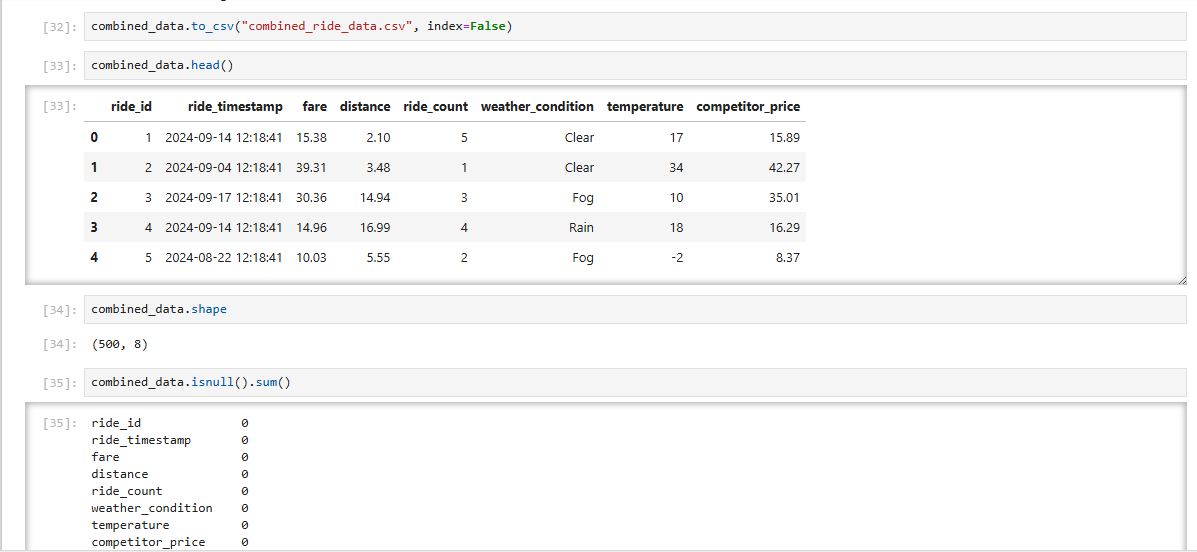 [32]: combined_data.to_csv("combined_ride_data.csv", index=False)
[33]: combined_data.head()
[33]: ride_id ride_timestamp fare distance ride_count weather_condition temperature competitor_price
0 1 2024-09-14 12:18:41 15.38 2.10 5 Clear 17 15.89
1 2 2024-09-04 12:18:41 39.31 3.48 1 Clear 34 42.27
2 3 2024-09-17 12:18:41 30.36 14.94 3 Fog 10 35.01
3 4 2024-09-14 12:18:41 14.96 16.99 4 Rain 18 16.29
4 5 2024-08-22 12:18:41 10.03 5.55 2 Fog -2 8.37
[34]: combined_data.shape
[34]: (500, 8)
[35]: combined_data.isnull().sum()
[35]: ride_id 0
ride_timestamp 0
fare 0
distance 0
ride_count 0
weather_condition 0
temperature 0
competitor_price 0